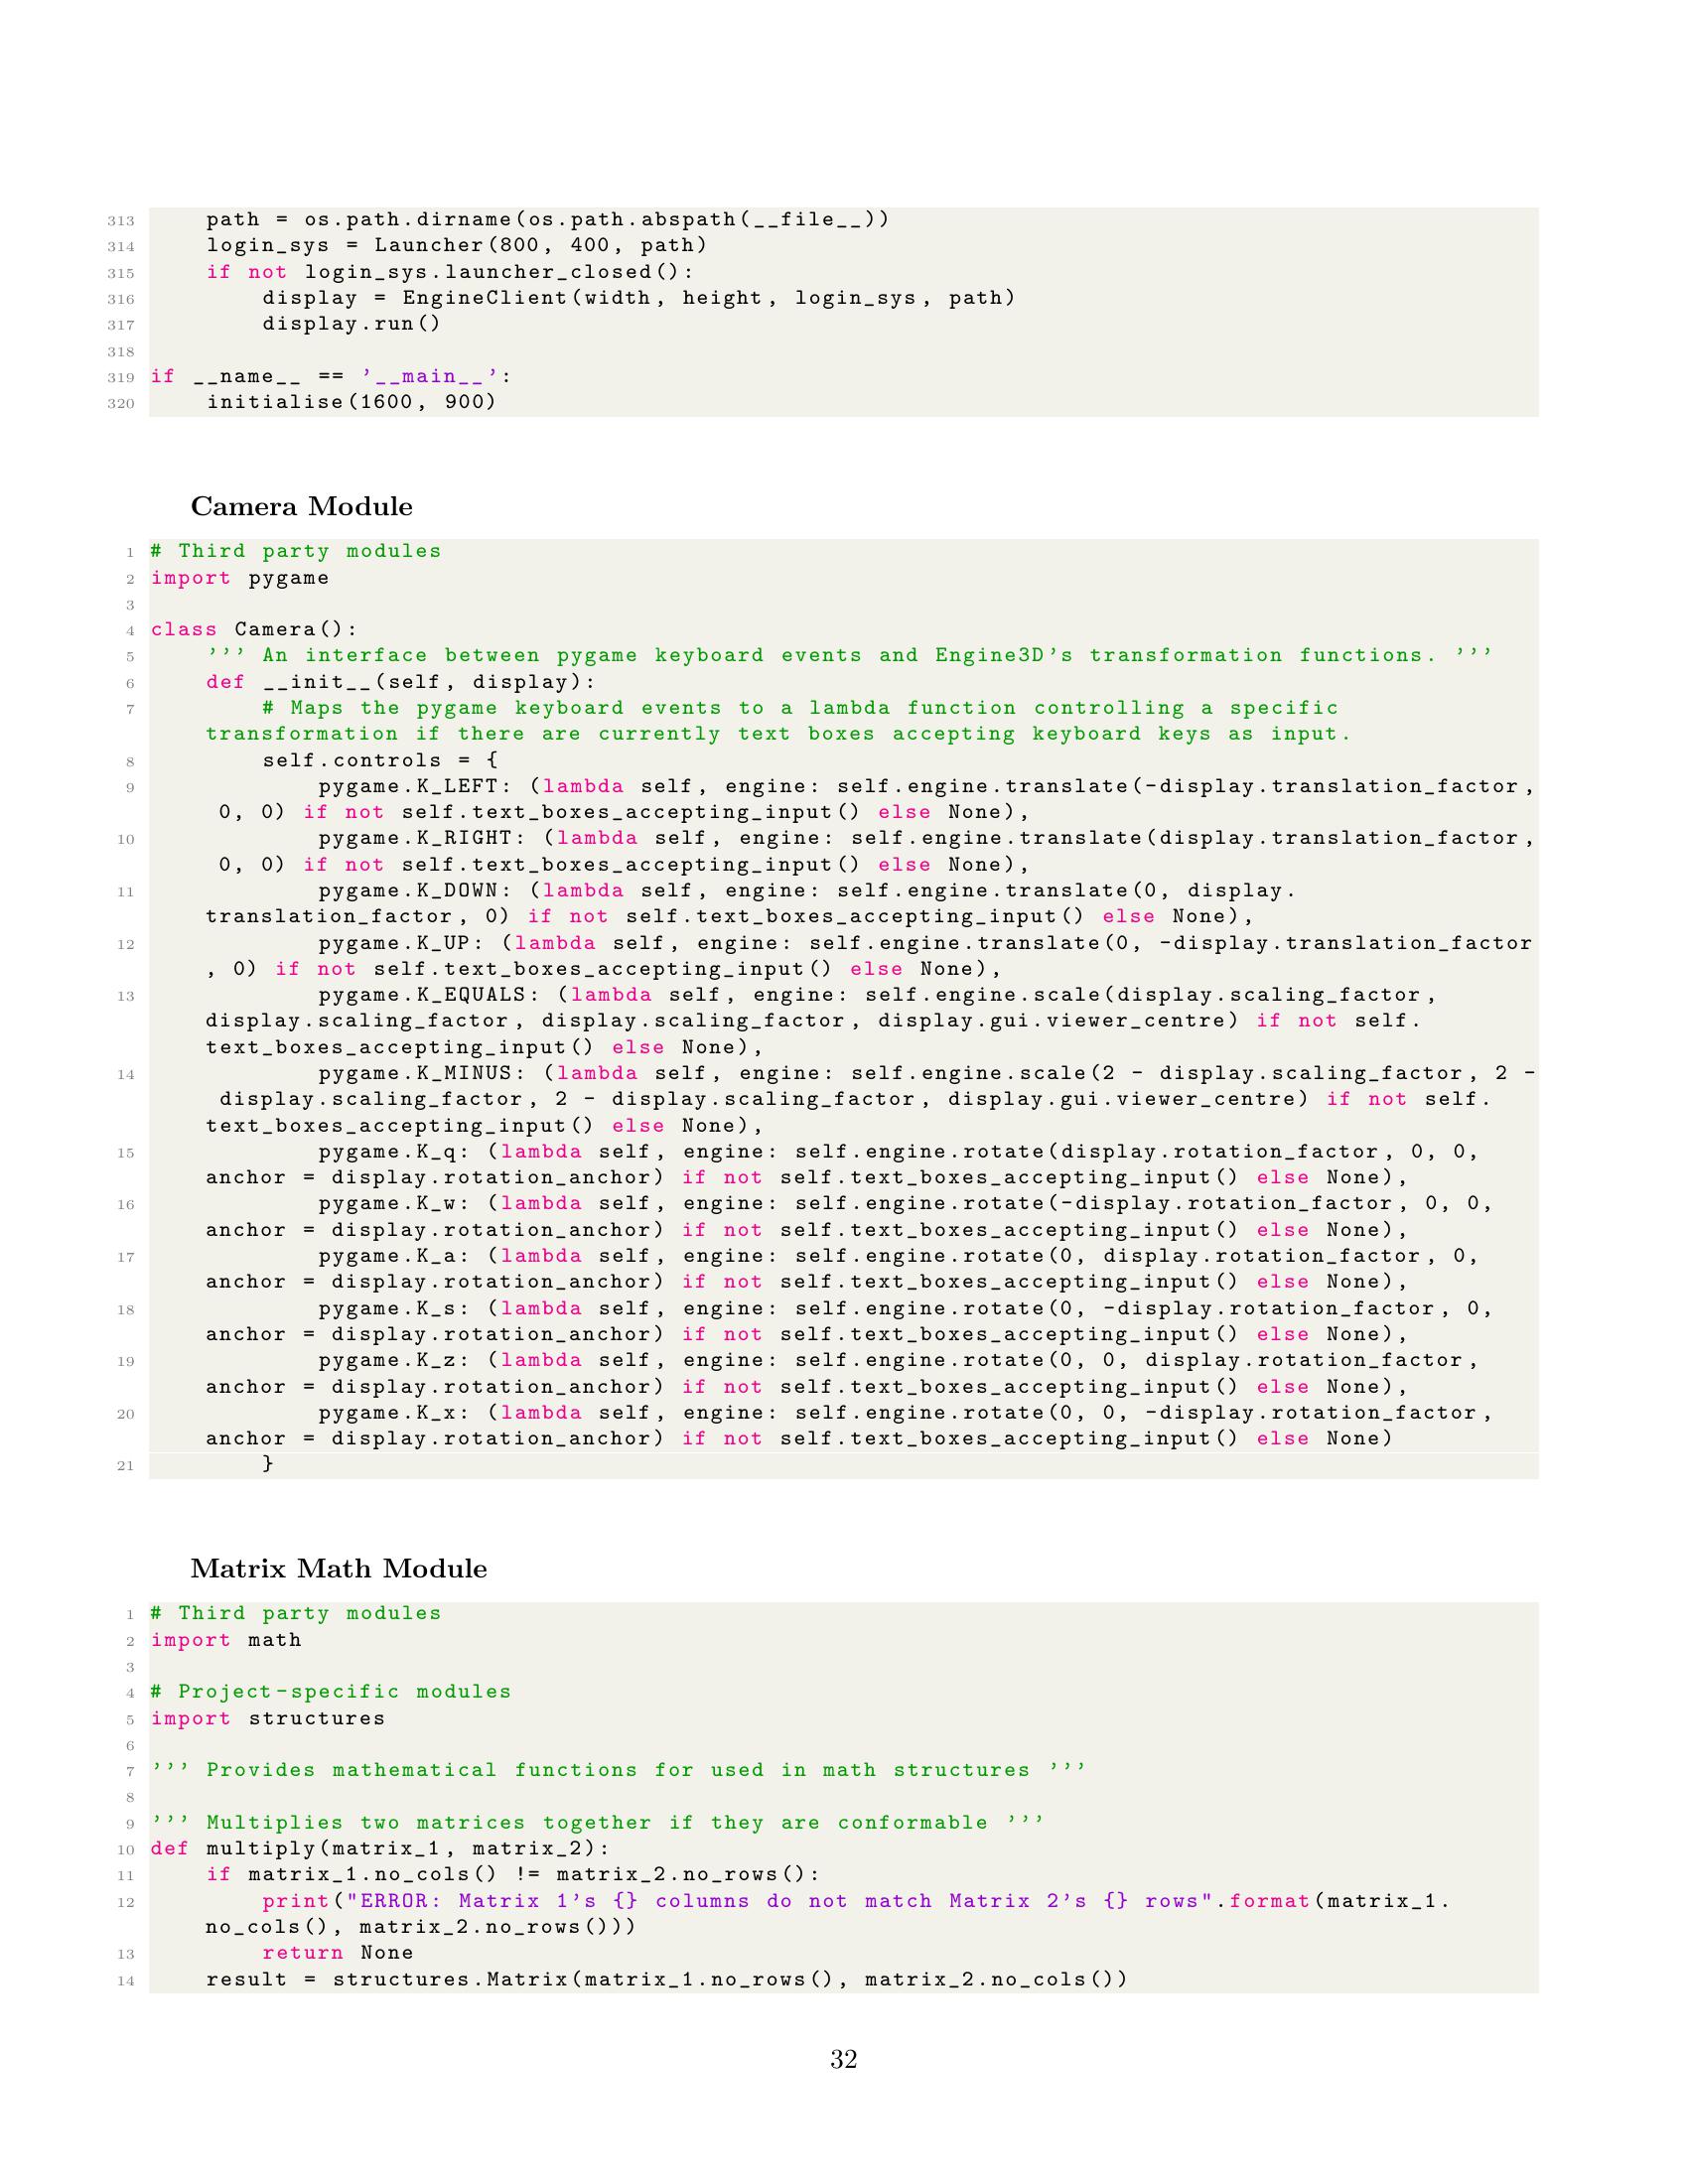 313     path = os.path.dirname(os.path.abspath(__file__))
314     login_sys = Launcher(800, 400, path)
315     if not login_sys.launcher_closed():
316         display = EngineClient(width, height, login_sys, path)
317         display.run()
318
319 if __name__ == '__main__':
320     initialise(1600, 900)
Camera Module
1 # Third party modules
2 import pygame
3
4 class Camera():
5     ''' An interface between pygame keyboard events and Engine3D's transformation functions. '''
6     def __init__(self, display):
7         # Maps the pygame keyboard events to a lambda function controlling a specific
    transformation if there are currently text boxes accepting keyboard keys as input.
8         self.controls = {
9             pygame.K_LEFT: (lambda self, engine: self.engine.translate(-display.translation_factor,
     0, 0) if not self.text_boxes_accepting_input() else None),
10             pygame.K_RIGHT: (lambda self, engine: self.engine.translate(display.translation_factor,
     0, 0) if not self.text_boxes_accepting_input() else None),
11             pygame.K_DOWN: (lambda self, engine: self.engine.translate(0, display.
    translation_factor, 0) if not self.text_boxes_accepting_input() else None),
12             pygame.K_UP: (lambda self, engine: self.engine.translate(0, -display.translation_factor
    , 0) if not self.text_boxes_accepting_input() else None),
13             pygame.K_EQUALS: (lambda self, engine: self.engine.scale(display.scaling_factor,
    display.scaling_factor, display.scaling_factor, display.gui.viewer_centre) if not self.
    text_boxes_accepting_input() else None),
14             pygame.K_MINUS: (lambda self, engine: self.engine.scale(2 - display.scaling_factor, 2 -
     display.scaling_factor, 2 - display.scaling_factor, display.gui.viewer_centre) if not self.
    text_boxes_accepting_input() else None),
15             pygame.K_q: (lambda self, engine: self.engine.rotate(display.rotation_factor, 0, 0,
    anchor = display.rotation_anchor) if not self.text_boxes_accepting_input() else None),
16             pygame.K_w: (lambda self, engine: self.engine.rotate(-display.rotation_factor, 0, 0,
    anchor = display.rotation_anchor) if not self.text_boxes_accepting_input() else None),
17             pygame.K_a: (lambda self, engine: self.engine.rotate(0, display.rotation_factor, 0,
    anchor = display.rotation_anchor) if not self.text_boxes_accepting_input() else None),
18             pygame.K_s: (lambda self, engine: self.engine.rotate(0, -display.rotation_factor, 0,
    anchor = display.rotation_anchor) if not self.text_boxes_accepting_input() else None),
19             pygame.K_z: (lambda self, engine: self.engine.rotate(0, 0, display.rotation_factor,
    anchor = display.rotation_anchor) if not self.text_boxes_accepting_input() else None),
20             pygame.K_x: (lambda self, engine: self.engine.rotate(0, 0, -display.rotation_factor,
    anchor = display.rotation_anchor) if not self.text_boxes_accepting_input() else None)
21         }
Matrix Math Module
1 # Third party modules
2 import math
3
4 # Project-specific modules
5 import structures
6
7 ''' Provides mathematical functions for used in math structures '''
8
9 ''' Multiplies two matrices together if they are conformable '''
10 def multiply(matrix_1, matrix_2):
11     if matrix_1.no_cols() != matrix_2.no_rows():
12         print("ERROR: Matrix 1's {} columns do not match Matrix 2's {} rows".format(matrix_1.
    no_cols(), matrix_2.no_rows()))
13         return None
14     result = structures.Matrix(matrix_1.no_rows(), matrix_2.no_cols())
32